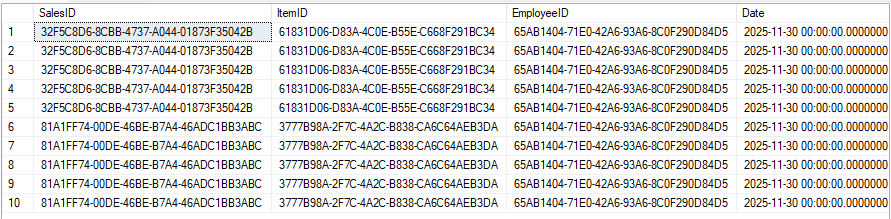 SalesID ItemID EmployeeID Date
1 32F5C8D6-8CBB-4737-A044-01873F35042B 61831D06-D83A-4C0E-B55E-C668F291BC34 65AB1404-71E0-42A6-93A6-8C0F290D84D5 2025-11-30 00:00:00.0000000
2 32F5C8D6-8CBB-4737-A044-01873F35042B 61831D06-D83A-4C0E-B55E-C668F291BC34 65AB1404-71E0-42A6-93A6-8C0F290D84D5 2025-11-30 00:00:00.0000000
3 32F5C8D6-8CBB-4737-A044-01873F35042B 61831D06-D83A-4C0E-B55E-C668F291BC34 65AB1404-71E0-42A6-93A6-8C0F290D84D5 2025-11-30 00:00:00.0000000
4 32F5C8D6-8CBB-4737-A044-01873F35042B 61831D06-D83A-4C0E-B55E-C668F291BC34 65AB1404-71E0-42A6-93A6-8C0F290D84D5 2025-11-30 00:00:00.0000000
5 32F5C8D6-8CBB-4737-A044-01873F35042B 61831D06-D83A-4C0E-B55E-C668F291BC34 65AB1404-71E0-42A6-93A6-8C0F290D84D5 2025-11-30 00:00:00.0000000
6 81A1FF74-00DE-46BE-B7A4-46ADC1BB3ABC 3777B98A-2F7C-4A2C-B838-CA6C64AEB3DA 65AB1404-71E0-42A6-93A6-8C0F290D84D5 2025-11-30 00:00:00.0000000
7 81A1FF74-00DE-46BE-B7A4-46ADC1BB3ABC 3777B98A-2F7C-4A2C-B838-CA6C64AEB3DA 65AB1404-71E0-42A6-93A6-8C0F290D84D5 2025-11-30 00:00:00.0000000
8 81A1FF74-00DE-46BE-B7A4-46ADC1BB3ABC 3777B98A-2F7C-4A2C-B838-CA6C64AEB3DA 65AB1404-71E0-42A6-93A6-8C0F290D84D5 2025-11-30 00:00:00.0000000
9 81A1FF74-00DE-46BE-B7A4-46ADC1BB3ABC 3777B98A-2F7C-4A2C-B838-CA6C64AEB3DA 65AB1404-71E0-42A6-93A6-8C0F290D84D5 2025-11-30 00:00:00.0000000
10 81A1FF74-00DE-46BE-B7A4-46ADC1BB3ABC 3777B98A-2F7C-4A2C-B838-CA6C64AEB3DA 65AB1404-71E0-42A6-93A6-8C0F290D84D5 2025-11-30 00:00:00.0000000